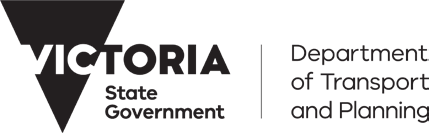 VICTORIA
State
Government
Department
of Transport
and Planning